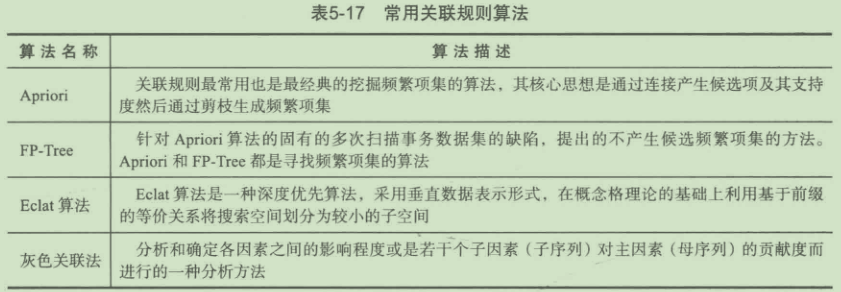 表5-17 常用关联规则算法
算法名称 算法描述
Apriori
关联规则最常用也是最经典的挖掘频繁项集的算法，其核心思想是通过连接产生候选项及其支持
度然后通过剪枝生成频繁项集
FP-Tree
针对 Apriori 算法的固有的多次扫描事务数据集的缺陷，提出的不产生候选频繁项集的方法。
Apriori 和 FP-Tree 都是寻找频繁项集的算法
Eclat 算法
Eclat 算法是一种深度优先算法，采用垂直数据表示形式，在概念格理论的基础上利用基于前缀
的等价关系将搜索空间划分为较小的子空间
灰色关联法
分析和确定各因素之间的影响程度或是若干个子因素（子序列）对主因素（母序列）的贡献度而
进行的一种分析方法